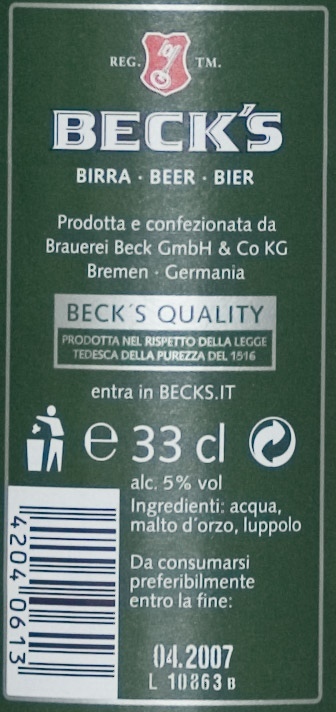 REG. TM.
BECK'S
BIRRA · BEER · BIER
Prodotta e confezionata da
Brauerei Beck GmbH & Co KG
Bremen · Germania
BECK´S QUALITY
PRODOTTA NEL RISPETTO DELLA LEGGE
TEDESCA DELLA PUREZZA DEL 1516
entra in BECKS.IT
e 33 cl
alc. 5% vol
Ingredienti: acqua,
malto d´orzo, luppolo
Da consumarsi
preferibilmente
entro la fine:
04.2007
L 10863 B
4204 0613